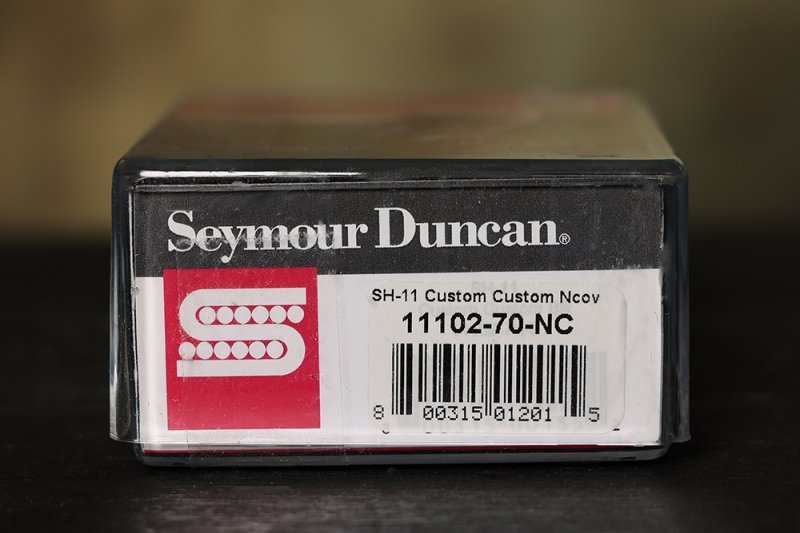 Seymour Duncan®
SH-11 Custom Custom Ncov
11102-70-NC
8 00315 01201 5